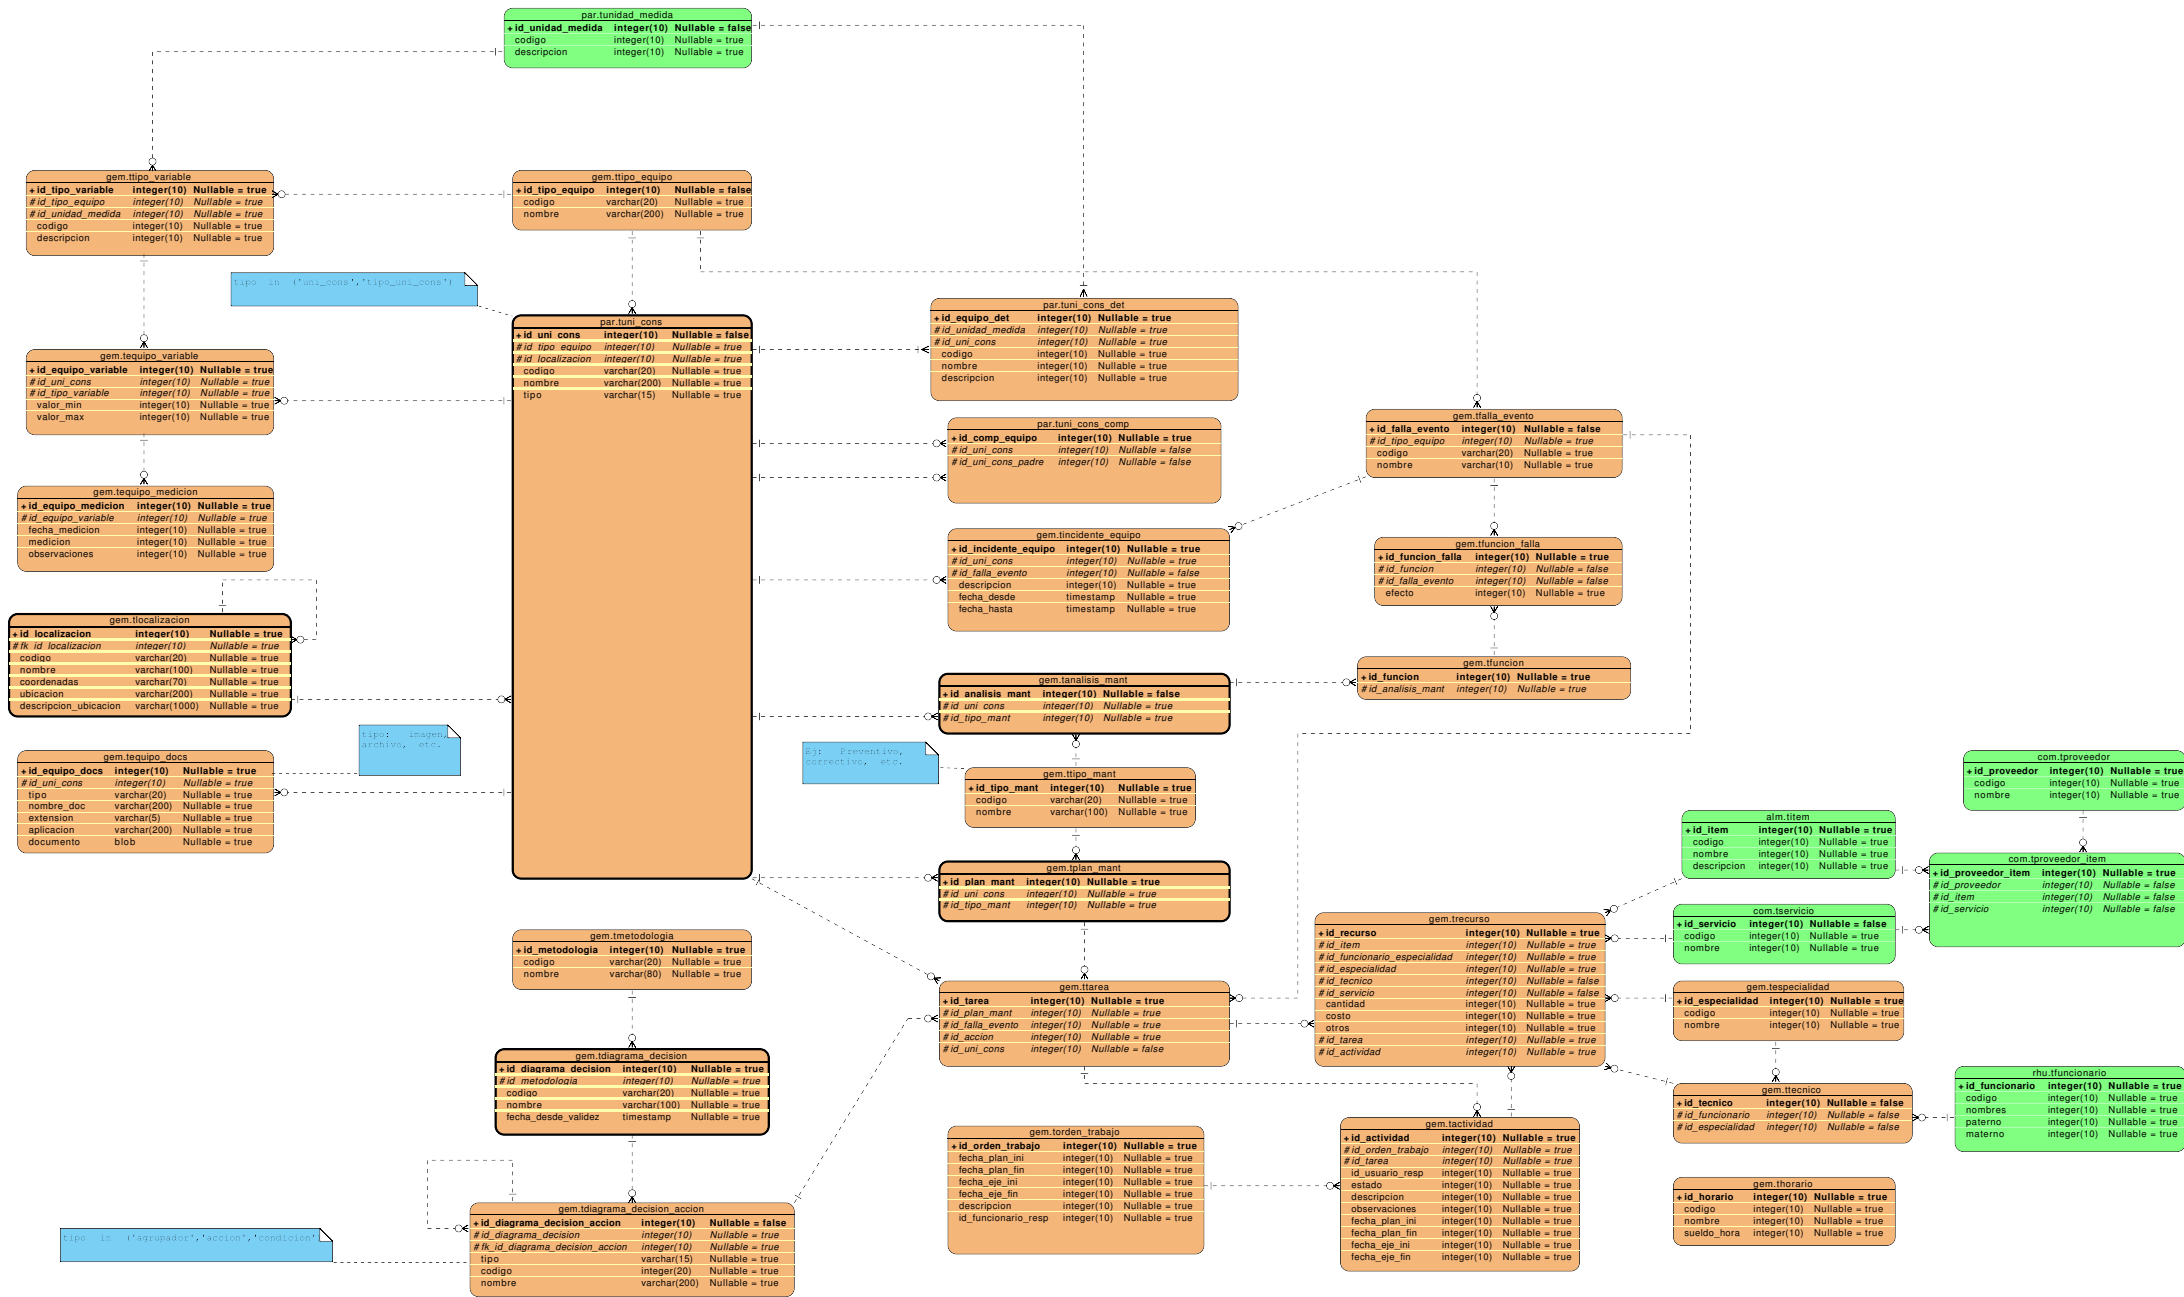 par.tunidad_medida
+id_unidad_medida integer(10) Nullable = false
codigo integer(10) Nullable = true
descripcion integer(10) Nullable = true
gem.ttipo_variable
+id_tipo_variable integer(10) Nullable = true
#id_tipo_equipo integer(10) Nullable = true
#id_unidad_medida integer(10) Nullable = true
codigo integer(10) Nullable = true
descripcion integer(10) Nullable = true
gem.ttipo_equipo
+id_tipo_equipo integer(10) Nullable = false
codigo varchar(20) Nullable = true
nombre varchar(200) Nullable = true
tipo in ('uni_cons','tipo_uni_cons')
par.tuni_cons
+id_uni_cons integer(10) Nullable = false
#id_tipo_equipo integer(10) Nullable = true
#id_localizacion integer(10) Nullable = true
codigo varchar(20) Nullable = true
nombre varchar(200) Nullable = true
tipo varchar(15) Nullable = true
par.tuni_cons_det
+id_equipo_det integer(10) Nullable = true
#id_unidad_medida integer(10) Nullable = true
#id_uni_cons integer(10) Nullable = true
codigo integer(10) Nullable = true
nombre integer(10) Nullable = true
descripcion integer(10) Nullable = true
gem.tequipo_variable
+id_equipo_variable integer(10) Nullable = true
#id_uni_cons integer(10) Nullable = true
#id_tipo_variable integer(10) Nullable = true
valor_min integer(10) Nullable = true
valor_max integer(10) Nullable = true
par.tuni_cons_comp
+id_comp_equipo integer(10) Nullable = true
#id_uni_cons integer(10) Nullable = false
#id_uni_cons_padre integer(10) Nullable = false
gem.tfalla_evento
+id_falla_evento integer(10) Nullable = false
#id_tipo_equipo integer(10) Nullable = true
codigo varchar(20) Nullable = true
nombre varchar(10) Nullable = true
gem.tequipo_medicion
+id_equipo_medicion integer(10) Nullable = true
#id_equipo_variable integer(10) Nullable = true
fecha_medicion integer(10) Nullable = true
medicion integer(10) Nullable = true
observaciones integer(10) Nullable = true
gem.tincidente_equipo
+id_incidente_equipo integer(10) Nullable = true
#id_uni_cons integer(10) Nullable = true
#id_falla_evento integer(10) Nullable = false
descripcion integer(10) Nullable = true
fecha_desde timestamp Nullable = true
fecha_hasta timestamp Nullable = true
gem.tfuncion_falla
+id_funcion_falla integer(10) Nullable = true
#id_funcion integer(10) Nullable = false
#id_falla_evento integer(10) Nullable = false
efecto integer(10) Nullable = true
gem.tlocalizacion
+id_localizacion integer(10) Nullable = true
#fk_id_localizacion integer(10) Nullable = true
codigo varchar(20) Nullable = true
nombre varchar(100) Nullable = true
coordenadas varchar(70) Nullable = true
ubicacion varchar(200) Nullable = true
descripcion_ubicacion varchar(1000) Nullable = true
gem.tfuncion
+id_funcion integer(10) Nullable = true
#id_analisis_mant integer(10) Nullable = true
gem.tanalisis_mant
+id_analisis_mant integer(10) Nullable = false
#id_uni_cons integer(10) Nullable = true
#id_tipo_mant integer(10) Nullable = true
tipo: imagen,
archivo, etc.
Ej: Preventivo,
correctivo, etc.
gem.tequipo_docs
+id_equipo_docs integer(10) Nullable = true
#id_uni_cons integer(10) Nullable = true
tipo varchar(20) Nullable = true
nombre_doc varchar(200) Nullable = true
extension varchar(5) Nullable = true
aplicacion varchar(200) Nullable = true
documento blob Nullable = true
gem.ttipo_mant
+id_tipo_mant integer(10) Nullable = true
codigo varchar(20) Nullable = true
nombre varchar(100) Nullable = true
com.tproveedor
+id_proveedor integer(10) Nullable = true
codigo integer(10) Nullable = true
nombre integer(10) Nullable = true
alm.titem
+id_item integer(10) Nullable = true
codigo integer(10) Nullable = true
nombre integer(10) Nullable = true
descripcion integer(10) Nullable = true
com.tproveedor_item
+id_proveedor_item integer(10) Nullable = true
#id_proveedor integer(10) Nullable = false
#id_item integer(10) Nullable = false
#id_servicio integer(10) Nullable = false
gem.tplan_mant
+id_plan_mant integer(10) Nullable = true
#id_uni_cons integer(10) Nullable = true
#id_tipo_mant integer(10) Nullable = true
com.tservicio
+id_servicio integer(10) Nullable = false
codigo integer(10) Nullable = true
nombre integer(10) Nullable = true
gem.trecurso
+id_recurso integer(10) Nullable = true
#id_item integer(10) Nullable = true
#id_funcionario_especialidad integer(10) Nullable = true
#id_especialidad integer(10) Nullable = true
#id_tecnico integer(10) Nullable = false
#id_servicio integer(10) Nullable = false
cantidad integer(10) Nullable = true
costo integer(10) Nullable = true
otros integer(10) Nullable = true
#id_tarea integer(10) Nullable = true
#id_actividad integer(10) Nullable = true
gem.tmetodologia
+id_metodologia integer(10) Nullable = true
codigo varchar(20) Nullable = true
nombre varchar(80) Nullable = true
gem.ttarea
+id_tarea integer(10) Nullable = true
#id_plan_mant integer(10) Nullable = true
#id_falla_evento integer(10) Nullable = true
#id_accion integer(10) Nullable = true
#id_uni_cons integer(10) Nullable = false
gem.tespecialidad
+id_especialidad integer(10) Nullable = true
codigo integer(10) Nullable = true
nombre integer(10) Nullable = true
gem.tdiagrama_decision
+id_diagrama_decision integer(10) Nullable = true
#id_metodologia integer(10) Nullable = true
codigo varchar(20) Nullable = true
nombre varchar(100) Nullable = true
fecha_desde_validez timestamp Nullable = true
gem.ttecnico
+id_tecnico integer(10) Nullable = false
#id_funcionario integer(10) Nullable = false
#id_especialidad integer(10) Nullable = false
rhu.tfuncionario
+id_funcionario integer(10) Nullable = true
codigo integer(10) Nullable = true
nombres integer(10) Nullable = true
paterno integer(10) Nullable = true
materno integer(10) Nullable = true
gem.torden_trabajo
+id_orden_trabajo integer(10) Nullable = true
fecha_plan_ini integer(10) Nullable = true
fecha_plan_fin integer(10) Nullable = true
fecha_eje_ini integer(10) Nullable = true
fecha_eje_fin integer(10) Nullable = true
descripcion integer(10) Nullable = true
id_funcionario_resp integer(10) Nullable = true
gem.tactividad
+id_actividad integer(10) Nullable = true
#id_orden_trabajo integer(10) Nullable = true
#id_tarea integer(10) Nullable = true
id_usuario_resp integer(10) Nullable = true
estado integer(10) Nullable = true
descripcion integer(10) Nullable = true
observaciones integer(10) Nullable = true
fecha_plan_ini integer(10) Nullable = true
fecha_plan_fin integer(10) Nullable = true
fecha_eje_ini integer(10) Nullable = true
fecha_eje_fin integer(10) Nullable = true
gem.thorario
+id_horario integer(10) Nullable = true
codigo integer(10) Nullable = true
nombre integer(10) Nullable = true
sueldo_hora integer(10) Nullable = true
gem.tdiagrama_decision_accion
+id_diagrama_decision_accion integer(10) Nullable = false
#id_diagrama_decision integer(10) Nullable = true
#fk_id_diagrama_decision_accion integer(10) Nullable = true
tipo varchar(15) Nullable = true
codigo integer(20) Nullable = true
nombre varchar(200) Nullable = true
tipo in ('agrupador','accion','condicion'